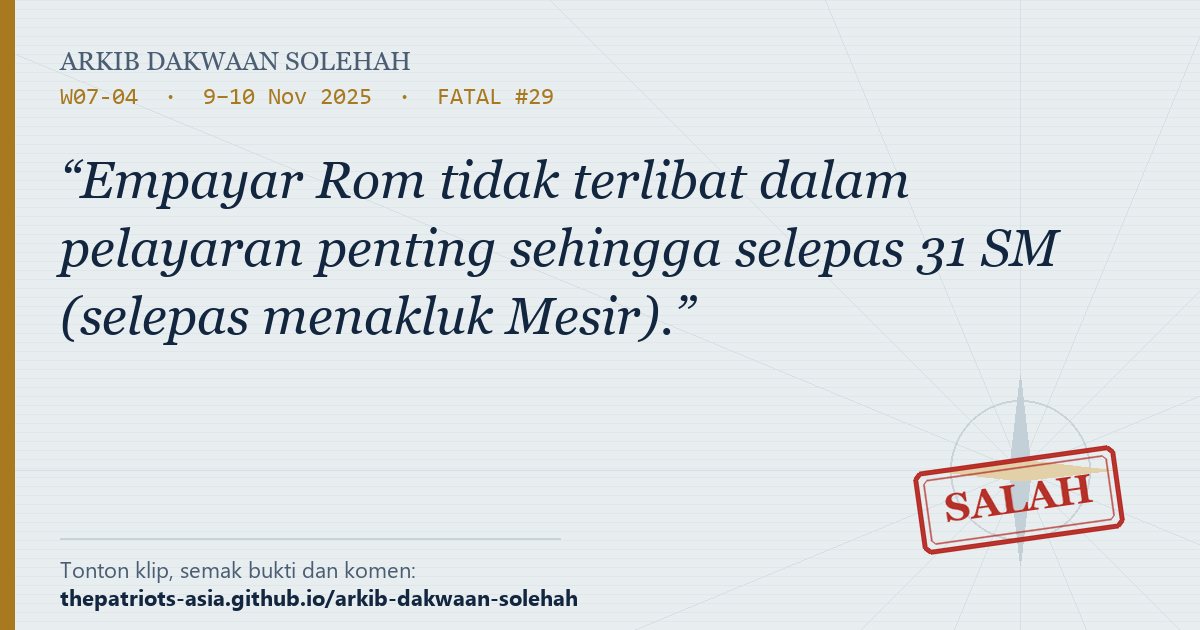 ARKIB DAKWAAN SOLEHAH
W07-04 · 9–10 Nov 2025 · FATAL #29
“Empayar Rom tidak terlibat dalam
pelayaran penting sehingga selepas 31 SM
(selepas menakluk Mesir).”
SALAH
Tonton klip, semak bukti dan komen:
thepatriots-asia.github.io/arkib-dakwaan-solehah